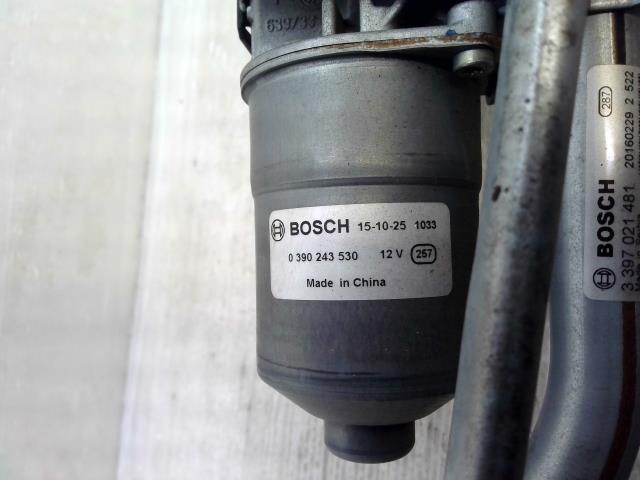 BOSCH 15-10-25 1033
0 390 243 530 12 V 257
Made in China
287 20160229 2 522
BOSCH 3 397 021 481